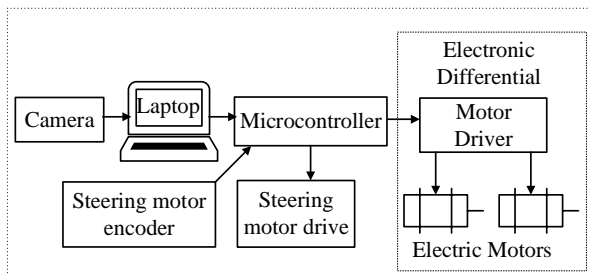 Electronic
Differential
Camera
Laptop
Microcontroller
Motor
Driver
Steering motor
encoder
Steering
motor drive
Electric Motors